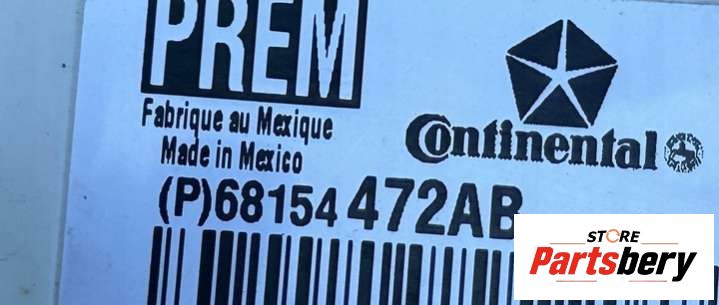 PREM
Fabrique au Mexique
Made in Mexico
Continental
(P)68154472AB
STORE
Partsbery